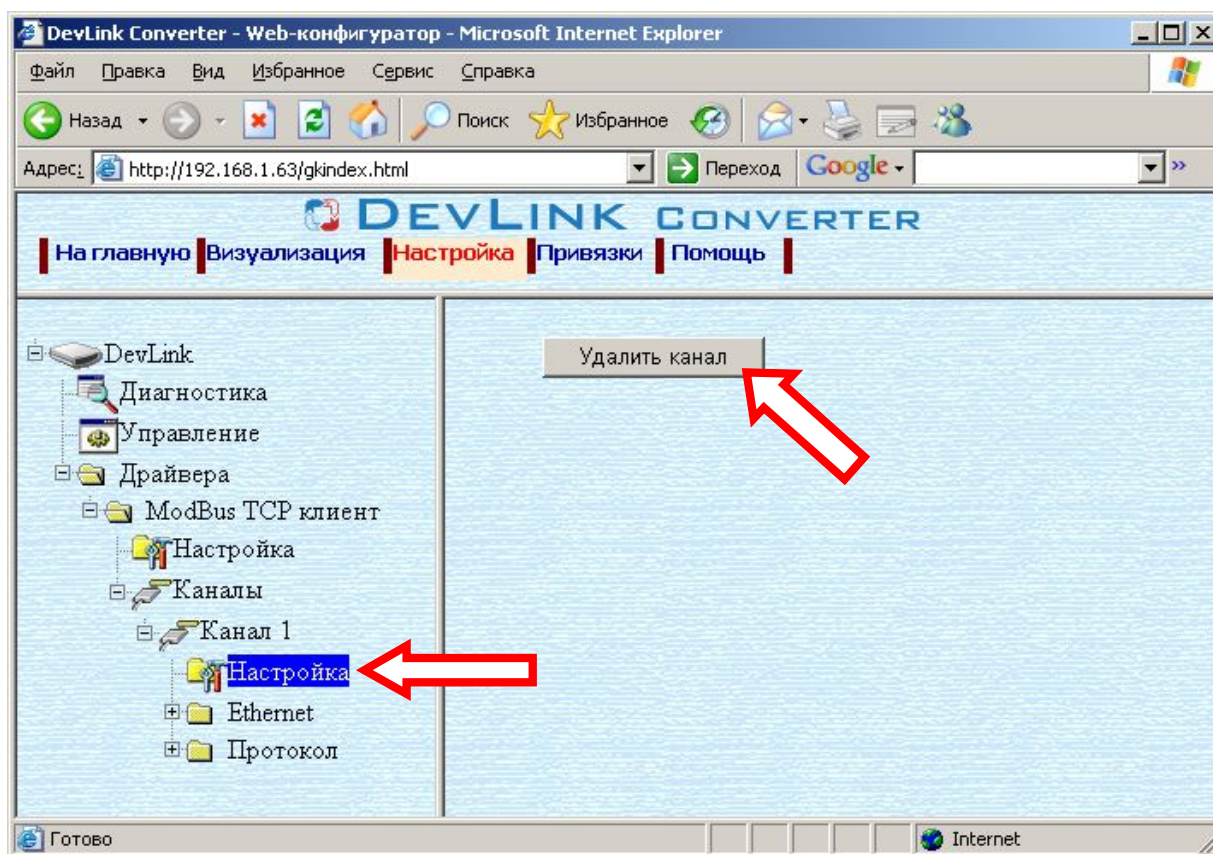 DevLink Converter - Web-конфигуратор - Microsoft Internet Explorer
Файл Правка Вид Избранное Сервис Справка
Назад Поиск Избранное
Адрес: http://192.168.1.63/gkindex.html Переход Google »
DEVLINK CONVERTER
На главную Визуализация Настройка Привязки Помощь
DevLink
Удалить канал
Диагностика
Управление
Драйвера
ModBus TCP клиент
Настройка
Каналы
Канал 1
Настройка
Ethernet
Протокол
Готово Internet